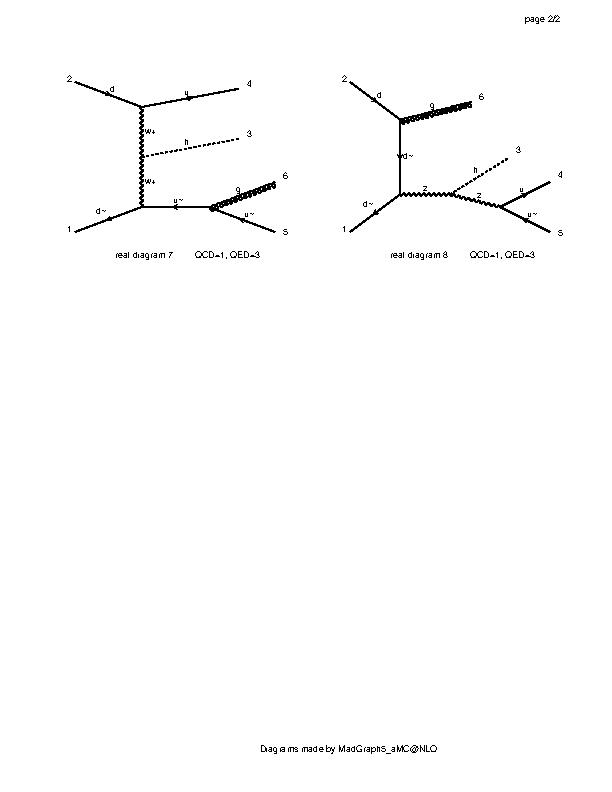 page 2/2
2 d u 4
w+
h 3
w+
g 6
d~ u~
1 u~ 5
real diagram 7 QCD=1, QED=3
2 d g 6
d~
h 3
z z u 4
d~ u~
1 5
real diagram 8 QCD=1, QED=3
Diagrams made by MadGraph5_aMC@NLO